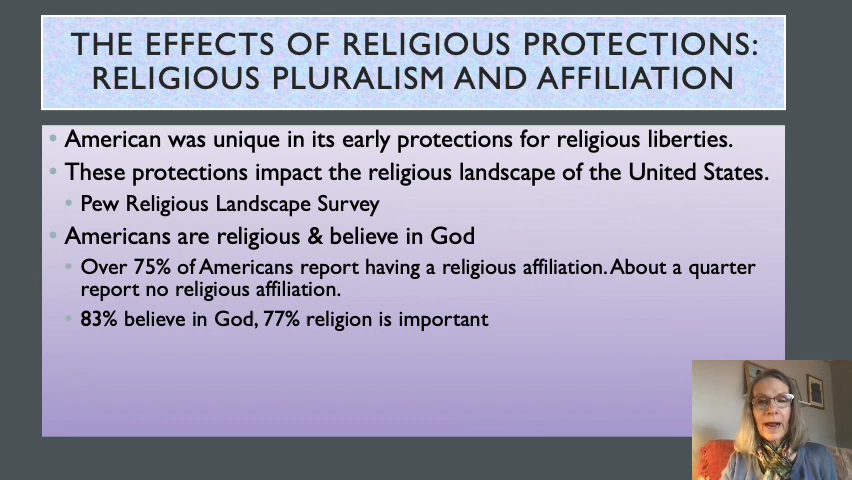 THE EFFECTS OF RELIGIOUS PROTECTIONS:
RELIGIOUS PLURALISM AND AFFILIATION
American was unique in its early protections for religious liberties.
These protections impact the religious landscape of the United States.
Pew Religious Landscape Survey
Americans are religious & believe in God
Over 75% of Americans report having a religious affiliation. About a quarter
report no religious affiliation.
83% believe in God, 77% religion is important